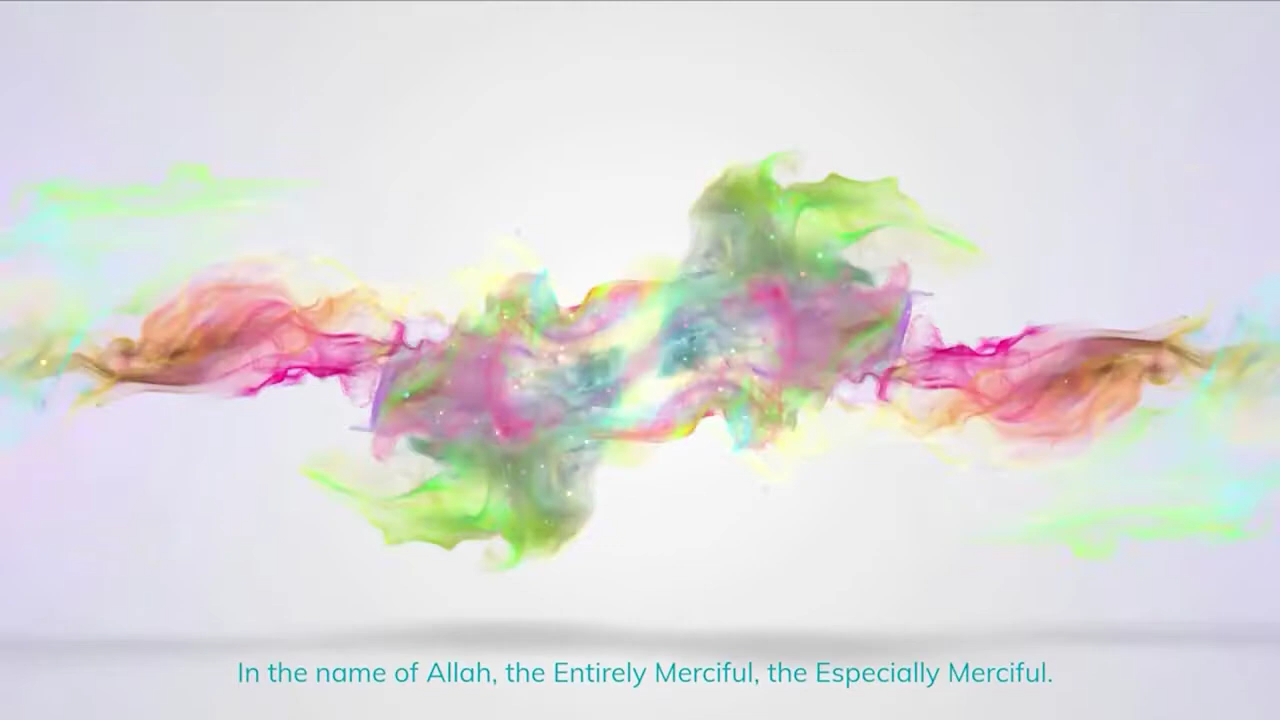 In the name of Allah, the Entirely Merciful, the Especially Merciful.